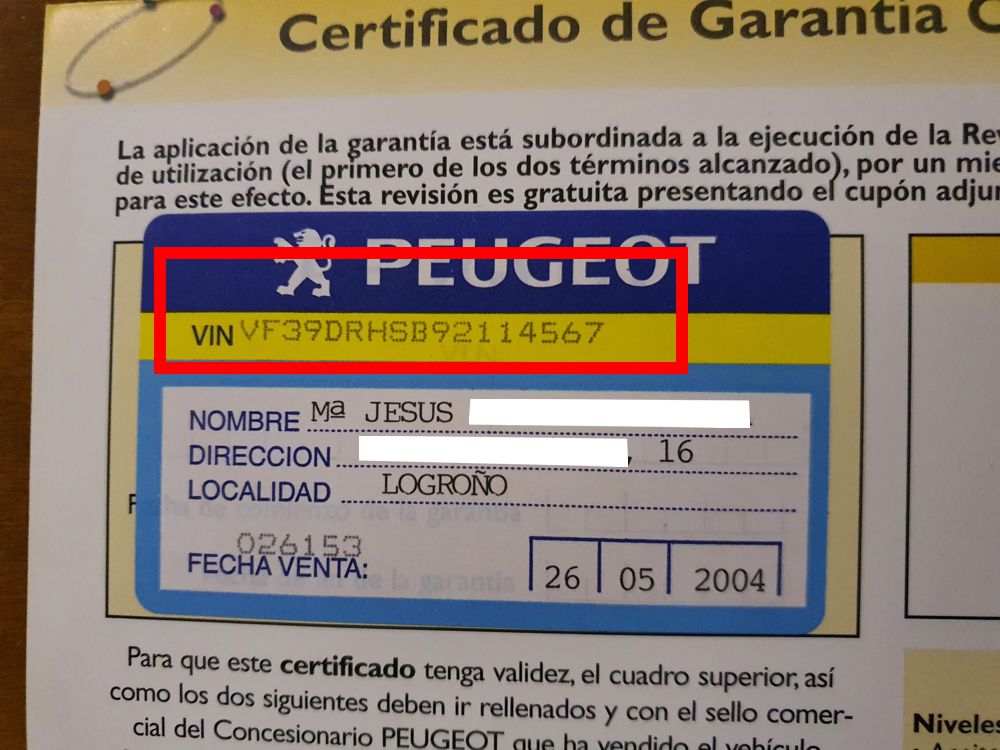 Certificado de Garantía C
La aplicación de la garantía está subordinada a la ejecución de la Rev
de utilización (el primero de los dos términos alcanzado), por un mie
para este efecto. Esta revisión es gratuita presentando el cupón adjun
PEUGEOT
VIN VF39DRHSB92114567
NOMBRE Mª JESUS
DIRECCION , 16
LOCALIDAD LOGROÑO
026153
FECHA VENTA: 26 05 2004
Para que este certificado tenga validez, el cuadro superior, así
como los dos siguientes deben ir rellenados y con el sello comer-
cial del Concesionario PEUGEOT que ha vendido el vehículo
Niveles